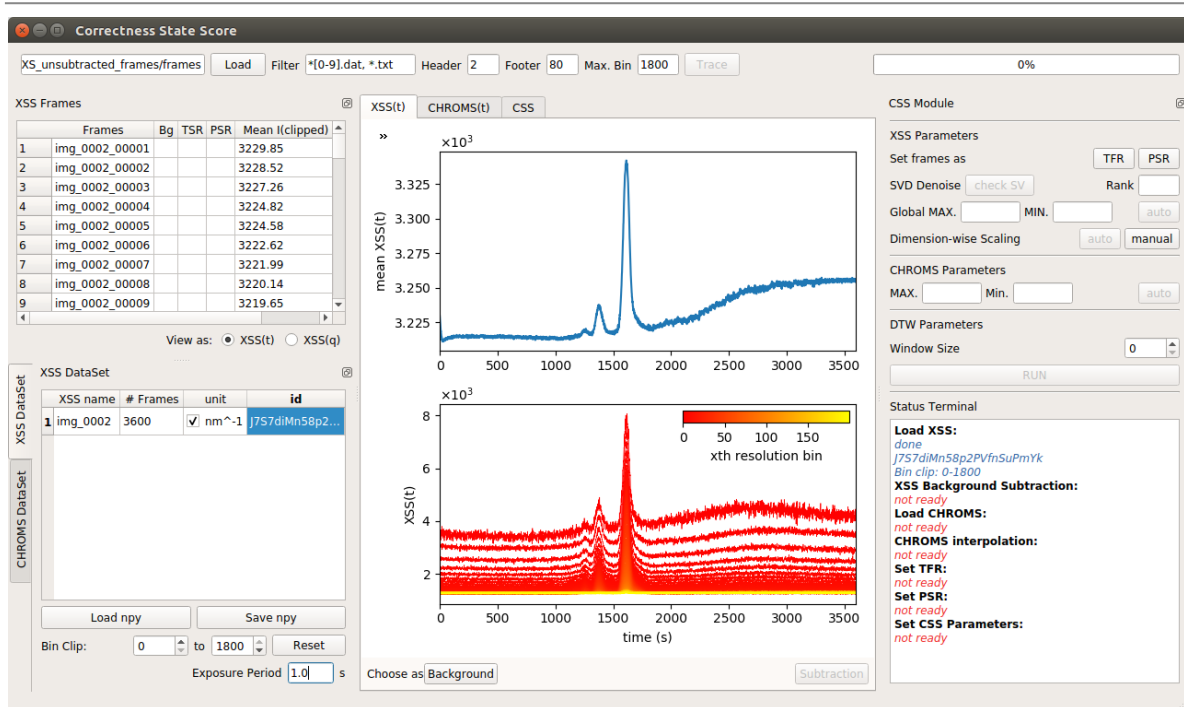 Correctness State Score
XS_unsubtracted_frames/frames Load Filter *[0-9].dat, *.txt Header 2 Footer 80 Max. Bin 1800 Trace 0%
XSS Frames
Frames Bg TSR PSR Mean I(clipped)
1 img_0002_00001 3229.85
2 img_0002_00002 3228.52
3 img_0002_00003 3227.26
4 img_0002_00004 3224.82
5 img_0002_00005 3224.58
6 img_0002_00006 3222.62
7 img_0002_00007 3221.99
8 img_0002_00008 3220.14
9 img_0002_00009 3219.65
View as: XSS(t) XSS(q)
XSS DataSet
CHROMS DataSet
XSS DataSet
XSS name # Frames unit id
1 img_0002 3600 nm^-1 J7S7diMn58p2...
Load npy Save npy
Bin Clip: 0 to 1800 Reset
Exposure Period 1.0 s
XSS(t) CHROMS(t) CSS
»
×10³
mean XSS(t)
3.325
3.300
3.275
3.250
3.225
0 500 1000 1500 2000 2500 3000 3500
×10³
XSS(t)
8
6
4
2
0 50 100 150
xth resolution bin
0 500 1000 1500 2000 2500 3000 3500
time (s)
Choose as Background Subtraction
CSS Module
XSS Parameters
Set frames as TFR PSR
SVD Denoise check SV Rank
Global MAX. MIN. auto
Dimension-wise Scaling auto manual
CHROMS Parameters
MAX. Min. auto
DTW Parameters
Window Size 0
RUN
Status Terminal
Load XSS:
done
J7S7diMn58p2PVfnSuPmYk
Bin clip: 0-1800
XSS Background Subtraction:
not ready
Load CHROMS:
not ready
CHROMS interpolation:
not ready
Set TFR:
not ready
Set PSR:
not ready
Set CSS Parameters:
not ready